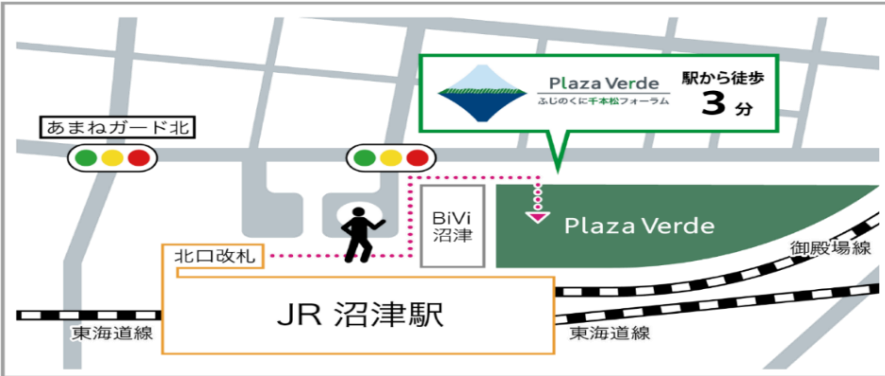 あまねガード北
Plaza Verde
ふじのくに千本松フォーラム
駅から徒歩
3 分
BiVi
沼津
Plaza Verde
御殿場線
北口改札
JR 沼津駅
東海道線
東海道線